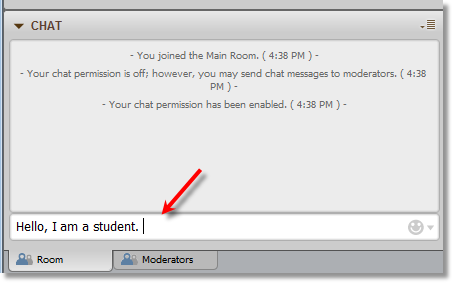 CHAT
- You joined the Main Room. ( 4:38 PM ) -
- Your chat permission is off; however, you may send chat messages to moderators. ( 4:38
PM ) -
- Your chat permission has been enabled. ( 4:38 PM ) -
Hello, I am a student.
Room
Moderators